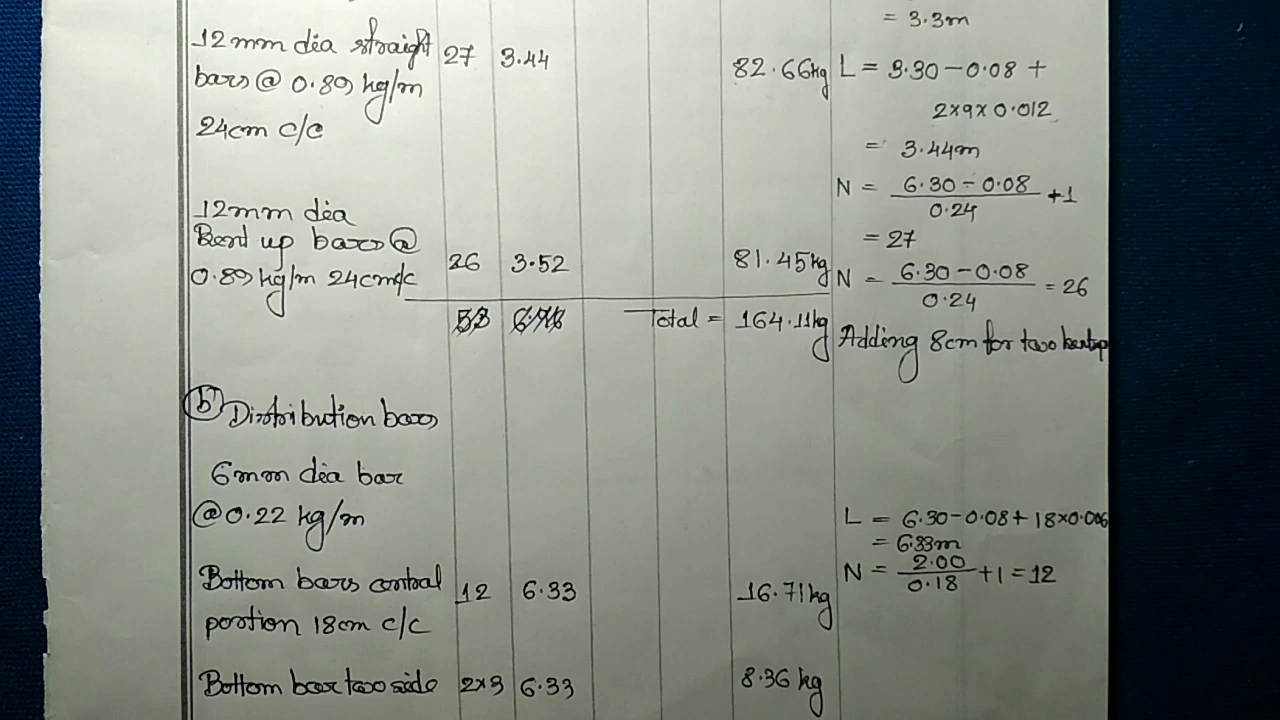 = 3.3m
12mm dia straight 27 3.44 82.66kg L = 3.30 - 0.08 +
bars @ 0.89 kg/m 2×9×0.012
24cm c/c = 3.44m
N = 6.30 - 0.08 / 0.24 + 1
12mm dia = 27
Bend up bars @ 26 3.52 81.45kg N = 6.30 - 0.08 / 0.24 = 26
0.89 kg/m 24cm c/c
53 Total = 164.11kg Adding 8cm for two bentup
b Distribution bars
6mm dia bar
@ 0.22 kg/m L = 6.30 - 0.08 + 18×0.006
= 6.33m
Bottom bars central 12 6.33 16.71kg N = 2.00 / 0.18 + 1 = 12
portion 18cm c/c
Bottom bar two side 2×3 6.33 8.36 kg